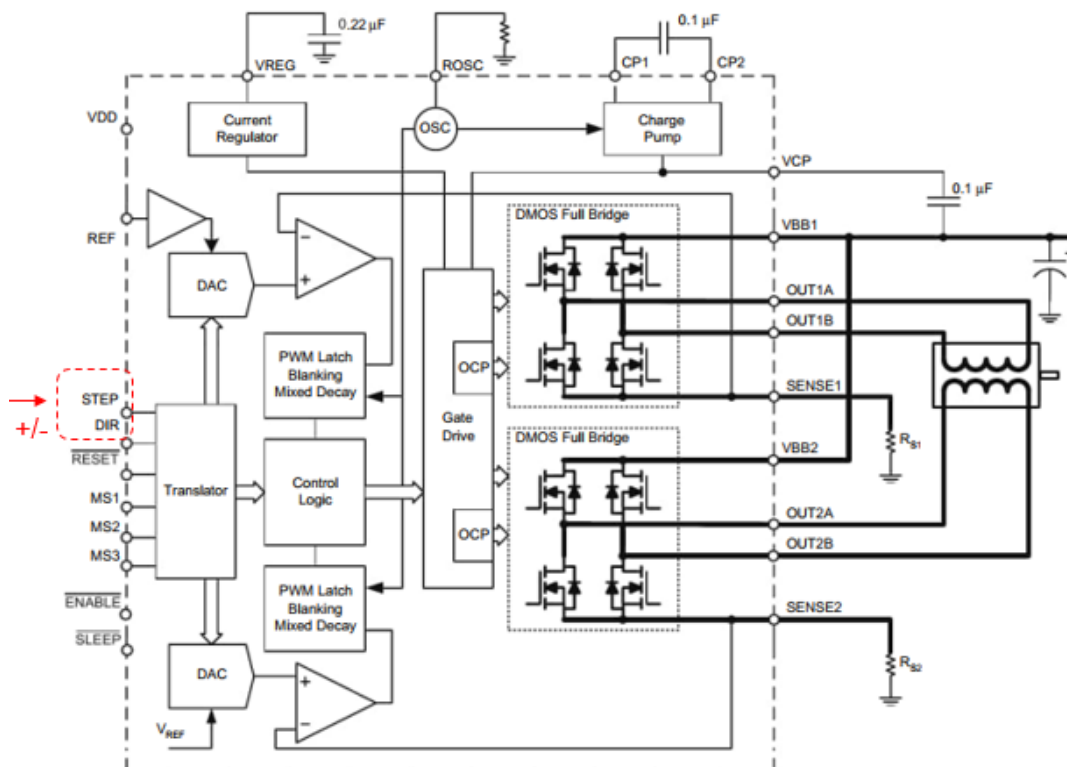 0.22 µF
0.1 µF
VREG
ROSC
CP1
CP2
VDD
Current
Regulator
OSC
Charge
Pump
VCP
0.1 µF
REF
DMOS Full Bridge
VBB1
DAC
−
+
OUT1A
OUT1B
PWM Latch
Blanking
Mixed Decay
OCP
STEP
+/-
DIR
SENSE1
Gate
Drive
RESET
DMOS Full Bridge
RS1
VBB2
Translator
Control
Logic
MS1
MS2
MS3
OUT2A
OCP
OUT2B
PWM Latch
Blanking
Mixed Decay
ENABLE
SLEEP
SENSE2
DAC
+
−
RS2
VREF